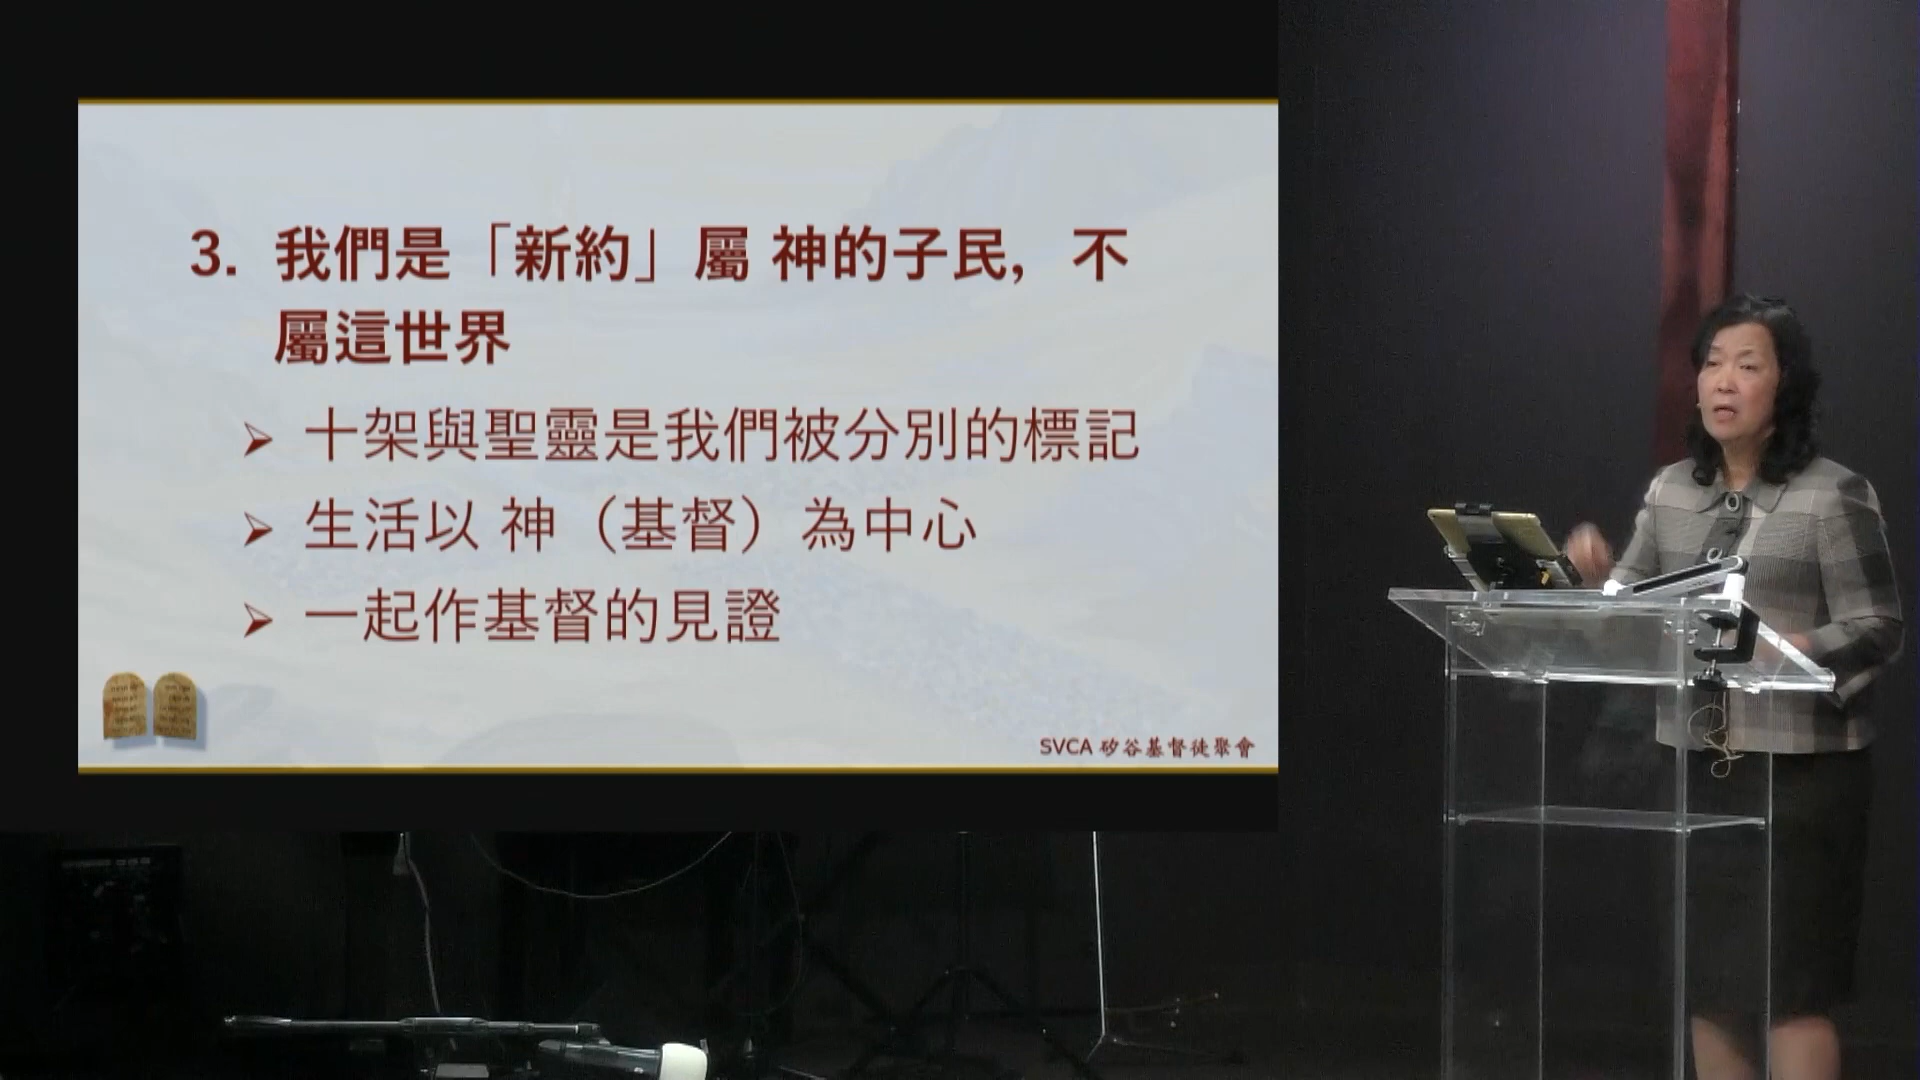 3. 我們是「新約」屬 神的子民，不
屬這世界
➢ 十架與聖靈是我們被分別的標記
➢ 生活以 神（基督）為中心
➢ 一起作基督的見證
SVCA 矽谷基督徒聚會